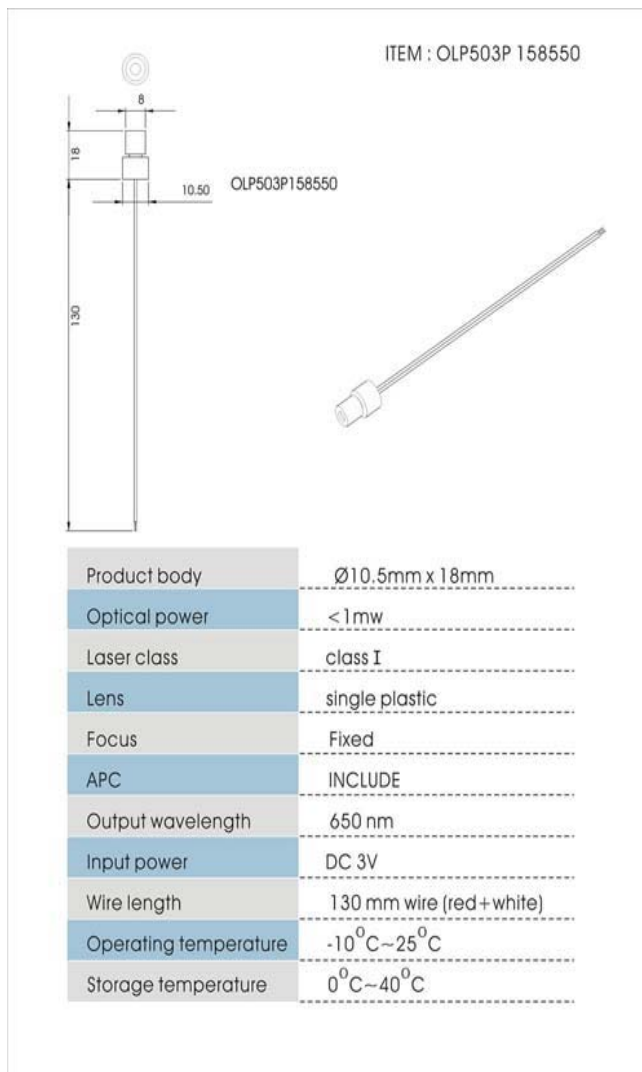 ITEM : OLP503P 158550
8
18
10.50
OLP503P158550
130
Product body Ø10.5mm x 18mm
Optical power <1mw
Laser class class I
Lens single plastic
Focus Fixed
APC INCLUDE
Output wavelength 650 nm
Input power DC 3V
Wire length 130 mm wire (red+white)
Operating temperature -10°C~25°C
Storage temperature 0°C~40°C